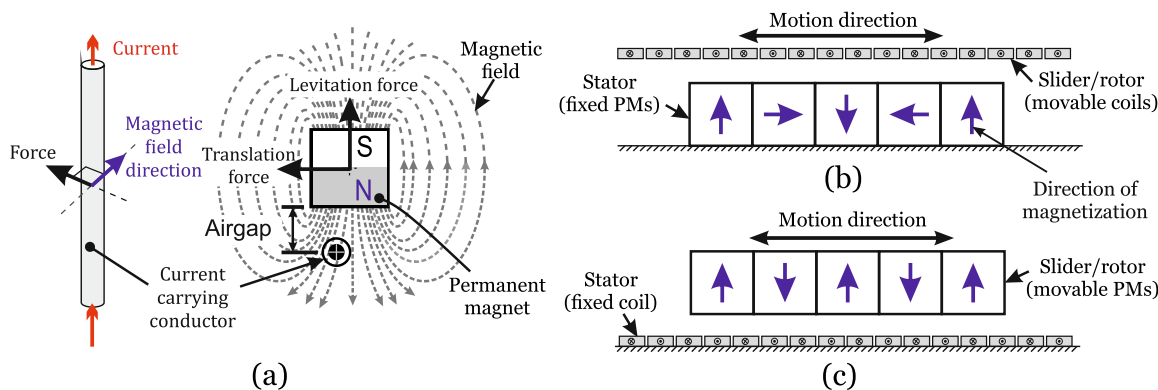 Current
Magnetic
field
direction
Force
Current
carrying
conductor
Magnetic
field
Levitation force
S
Translation
force
N
Airgap
Permanent
magnet
(a)
(b)
Motion direction
Stator
(fixed PMs)
Slider/rotor
(movable coils)
Direction of
magnetization
Motion direction
Stator
(fixed coil)
Slider/rotor
(movable PMs)
(c)